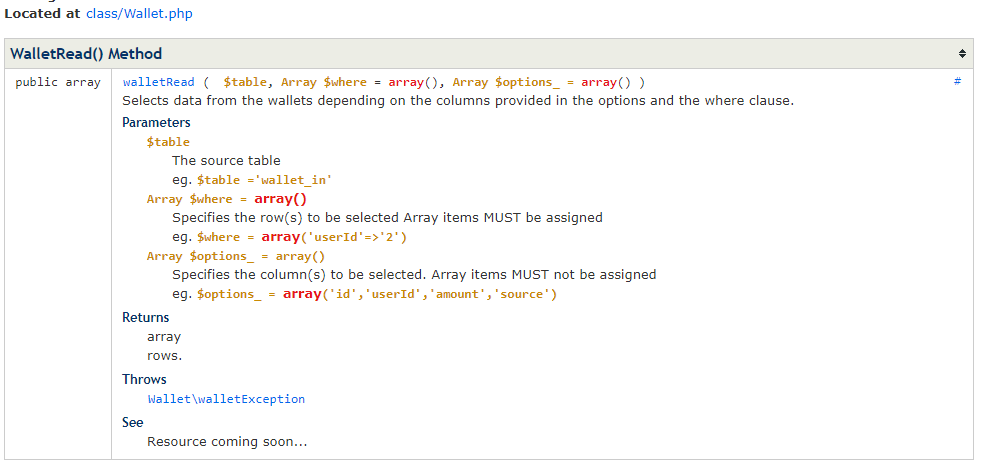 Located at class/Wallet.php
WalletRead() Method
public array walletRead ( $table, Array $where = array(), Array $options_ = array() ) #
Selects data from the wallets depending on the columns provided in the options and the where clause.
Parameters
$table
The source table
eg. $table ='wallet_in'
Array $where = array()
Specifies the row(s) to be selected Array items MUST be assigned
eg. $where = array('userId'=>'2')
Array $options_ = array()
Specifies the column(s) to be selected. Array items MUST not be assigned
eg. $options_ = array('id','userId','amount','source')
Returns
array
rows.
Throws
Wallet\walletException
See
Resource coming soon...